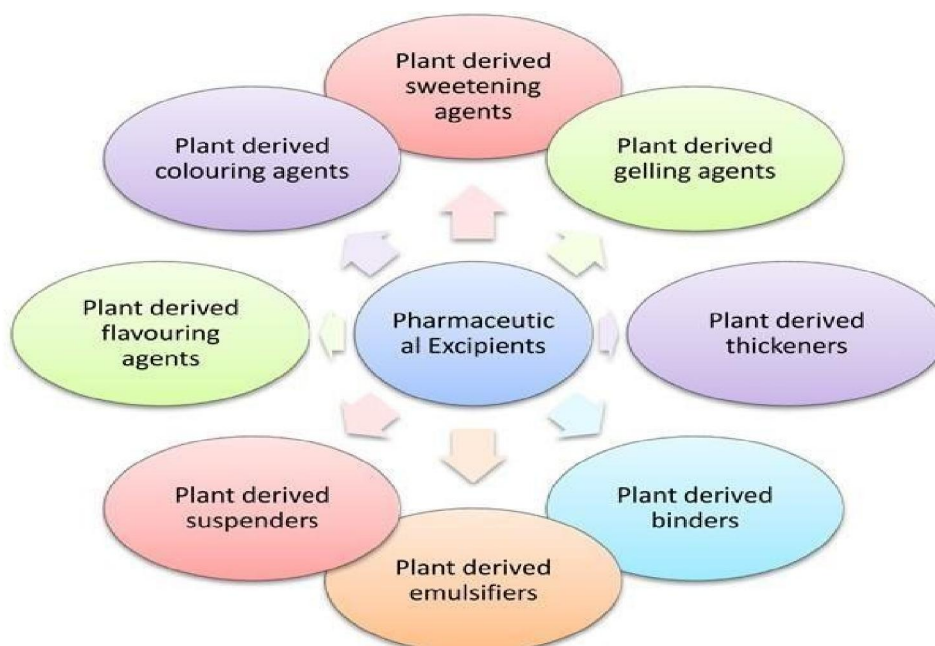 Plant derived
sweetening
agents
Plant derived
colouring agents
Plant derived
gelling agents
Plant derived
flavouring
agents
Pharmaceutic
al Excipients
Plant derived
thickeners
Plant derived
suspenders
Plant derived
binders
Plant derived
emulsifiers